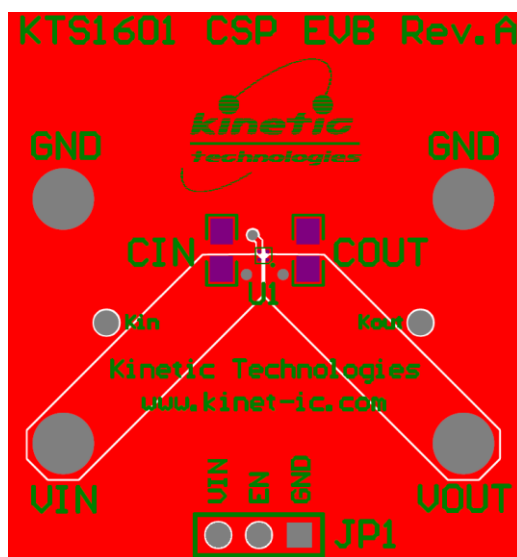 KTS1601 CSP EVB Rev.A
kinetic
technologies
GND GND
CIN COUT
U1
Kin Kout
Kinetic Technologies
www.kinet-ic.com
VIN VOUT
VIN EN GND
JP1